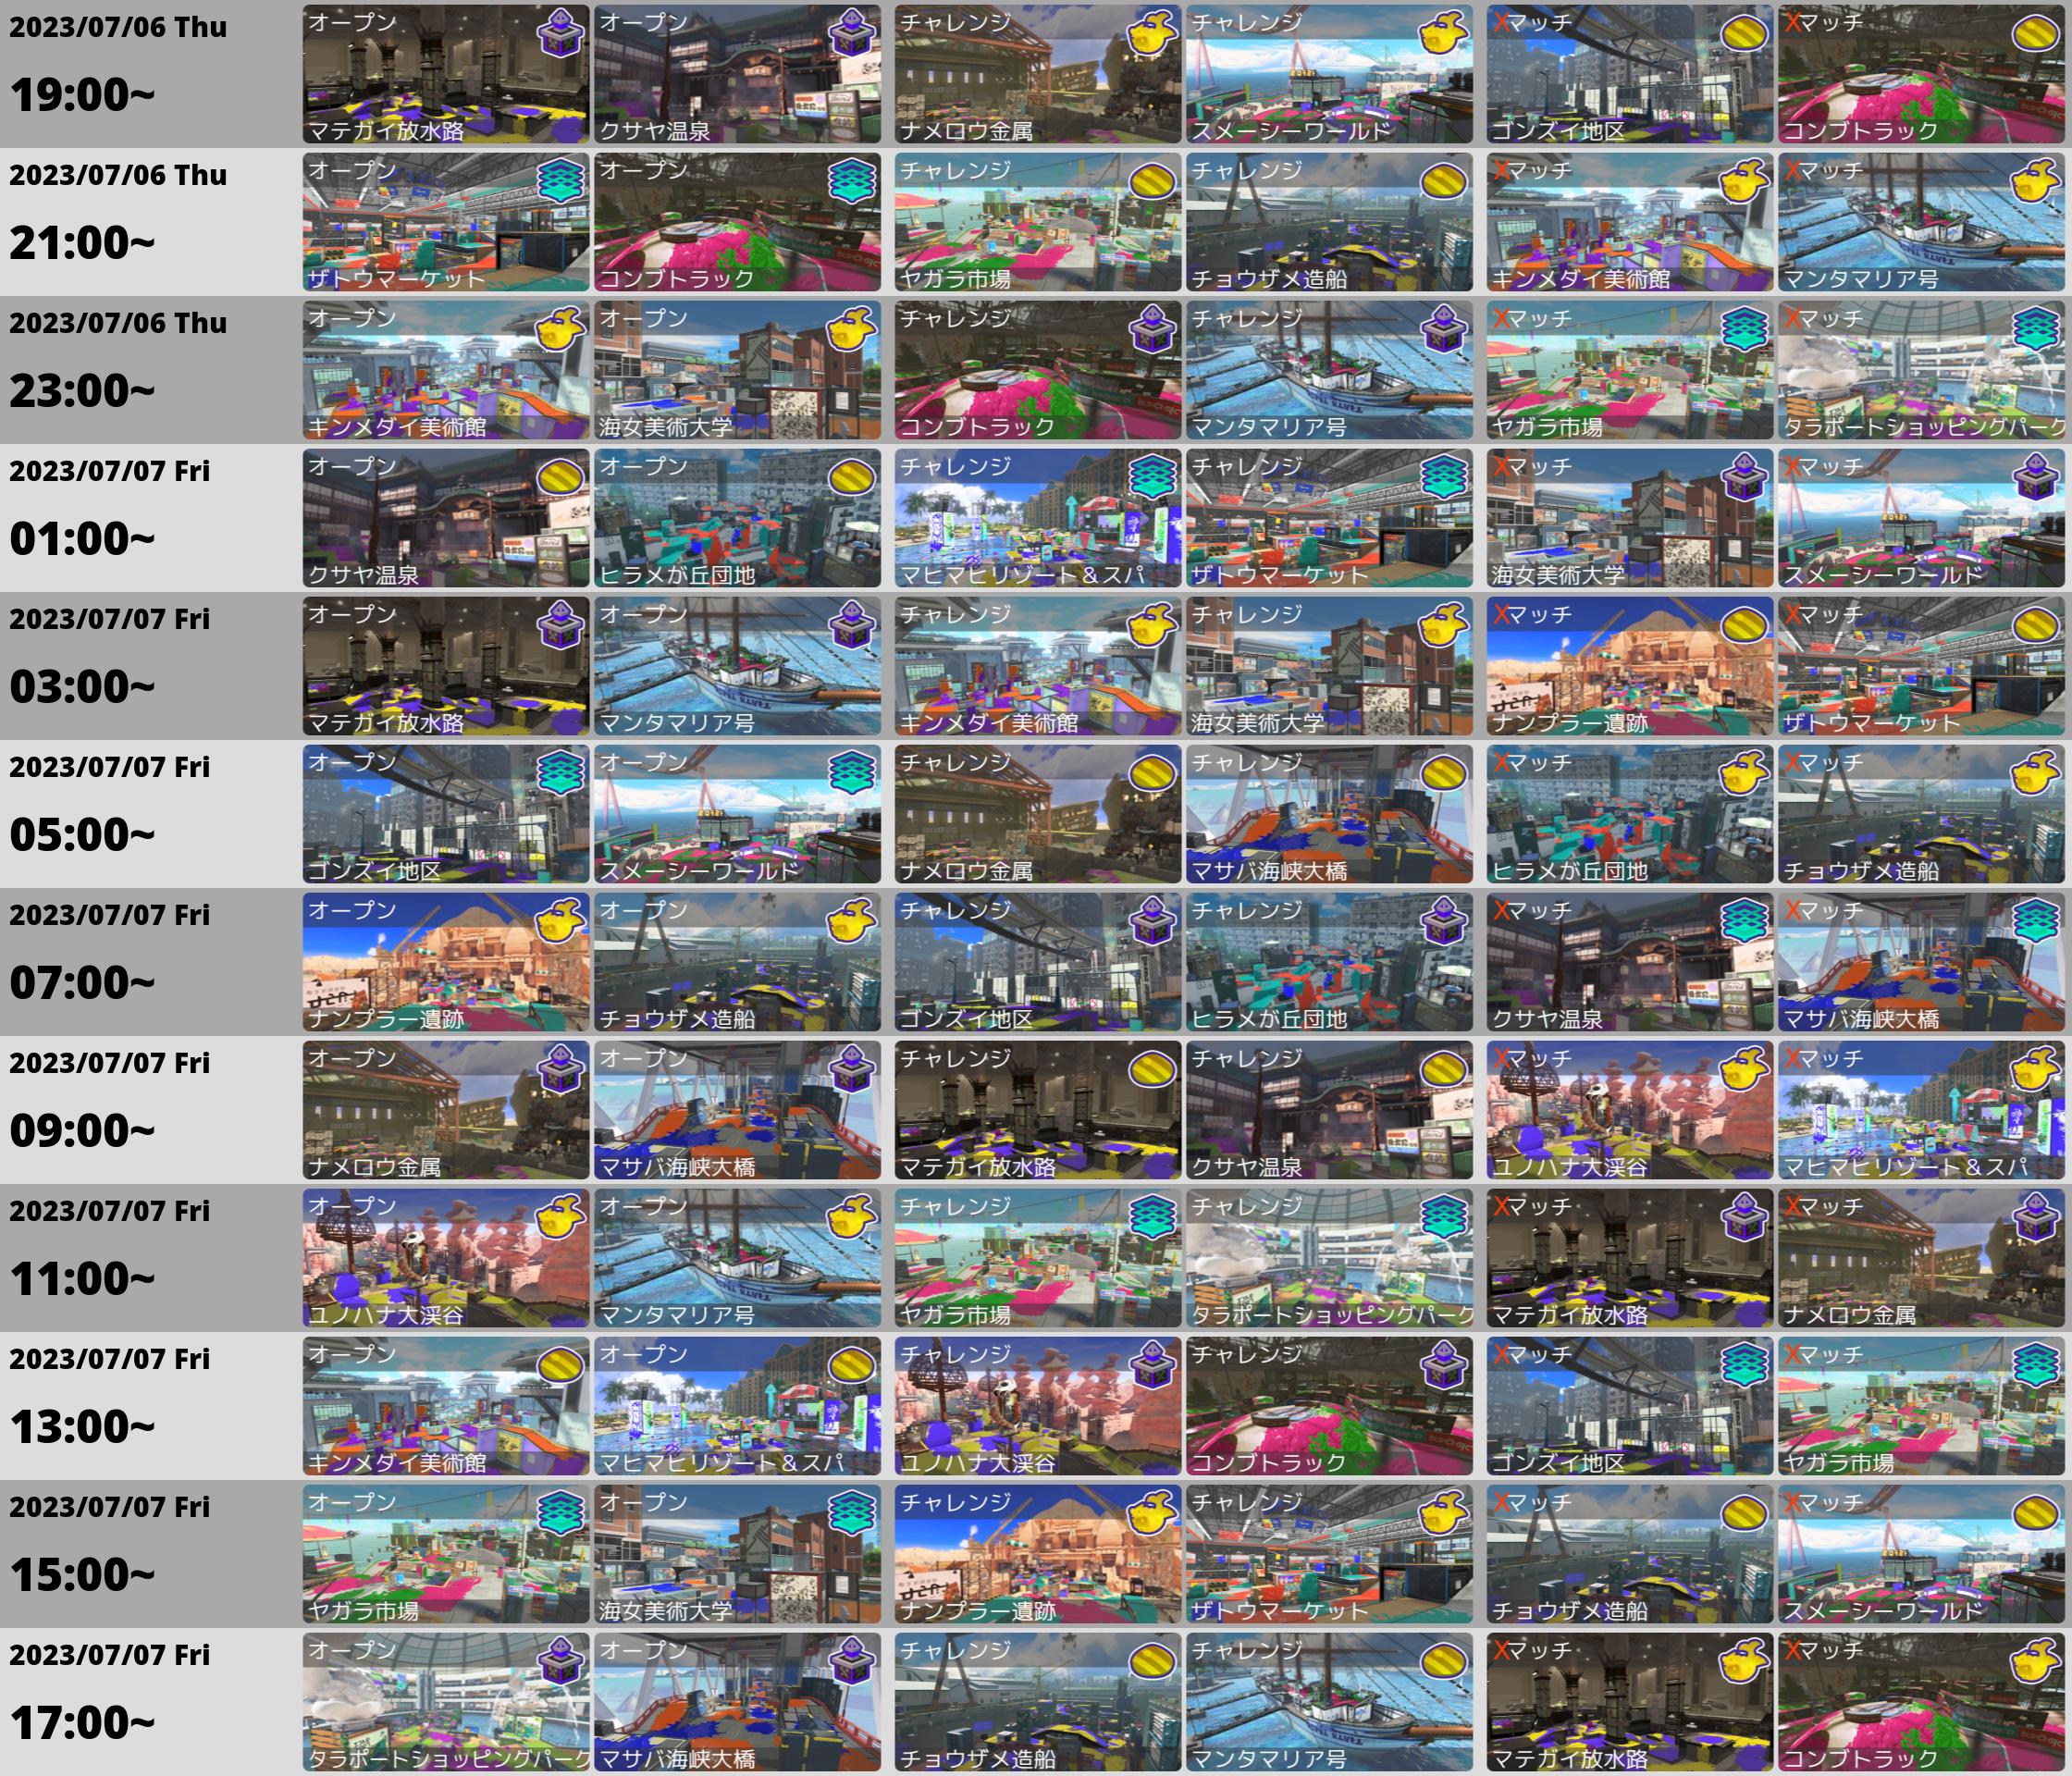 2023/07/06 Thu
19:00~
オープン オープン チャレンジ チャレンジ Xマッチ Xマッチ
マテガイ放水路 クサヤ温泉 ナメロウ金属 スメーシーワールド ゴンズイ地区 コンブトラック
2023/07/06 Thu
21:00~
オープン オープン チャレンジ チャレンジ Xマッチ Xマッチ
ザトウマーケット コンブトラック ヤガラ市場 チョウザメ造船 キンメダイ美術館 マンタマリア号
2023/07/06 Thu
23:00~
オープン オープン チャレンジ チャレンジ Xマッチ Xマッチ
キンメダイ美術館 海女美術大学 コンブトラック マンタマリア号 ヤガラ市場 タラポートショッピングパーク
2023/07/07 Fri
01:00~
オープン オープン チャレンジ チャレンジ Xマッチ Xマッチ
クサヤ温泉 ヒラメが丘団地 マヒマヒリゾート＆スパ ザトウマーケット 海女美術大学 スメーシーワールド
2023/07/07 Fri
03:00~
オープン オープン チャレンジ チャレンジ Xマッチ Xマッチ
マテガイ放水路 マンタマリア号 キンメダイ美術館 海女美術大学 ナンプラー遺跡 ザトウマーケット
2023/07/07 Fri
05:00~
オープン オープン チャレンジ チャレンジ Xマッチ Xマッチ
ゴンズイ地区 スメーシーワールド ナメロウ金属 マサバ海峡大橋 ヒラメが丘団地 チョウザメ造船
2023/07/07 Fri
07:00~
オープン オープン チャレンジ チャレンジ Xマッチ Xマッチ
ナンプラー遺跡 チョウザメ造船 ゴンズイ地区 ヒラメが丘団地 クサヤ温泉 マサバ海峡大橋
2023/07/07 Fri
09:00~
オープン オープン チャレンジ チャレンジ Xマッチ Xマッチ
ナメロウ金属 マサバ海峡大橋 マテガイ放水路 クサヤ温泉 ユノハナ大渓谷 マヒマヒリゾート＆スパ
2023/07/07 Fri
11:00~
オープン オープン チャレンジ チャレンジ Xマッチ Xマッチ
ユノハナ大渓谷 マンタマリア号 ヤガラ市場 タラポートショッピングパーク マテガイ放水路 ナメロウ金属
2023/07/07 Fri
13:00~
オープン オープン チャレンジ チャレンジ Xマッチ Xマッチ
キンメダイ美術館 マヒマヒリゾート＆スパ ユノハナ大渓谷 コンブトラック ゴンズイ地区 ヤガラ市場
2023/07/07 Fri
15:00~
オープン オープン チャレンジ チャレンジ Xマッチ Xマッチ
ヤガラ市場 海女美術大学 ナンプラー遺跡 ザトウマーケット チョウザメ造船 スメーシーワールド
2023/07/07 Fri
17:00~
オープン オープン チャレンジ チャレンジ Xマッチ Xマッチ
タラポートショッピングパーク マサバ海峡大橋 チョウザメ造船 マンタマリア号 マテガイ放水路 コンブトラック